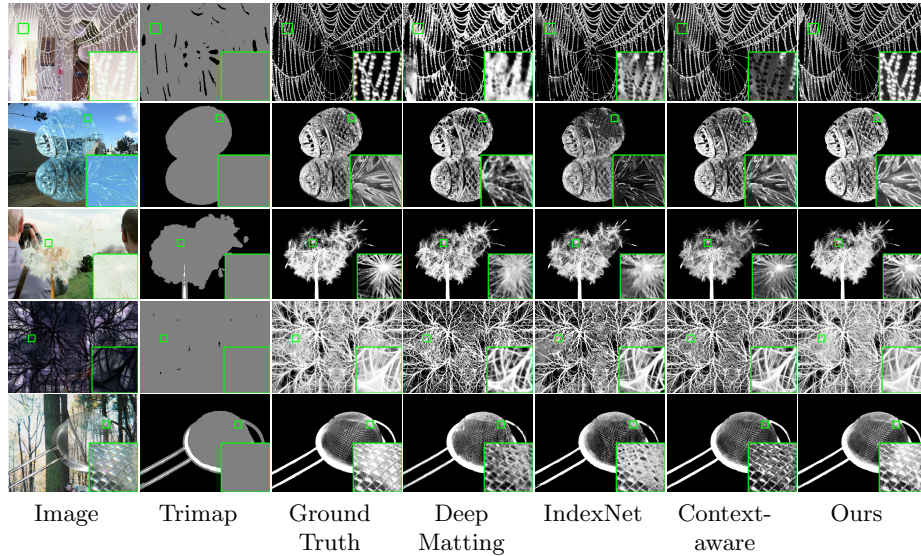 Image Trimap Ground Deep IndexNet Context- Ours
Truth Matting aware